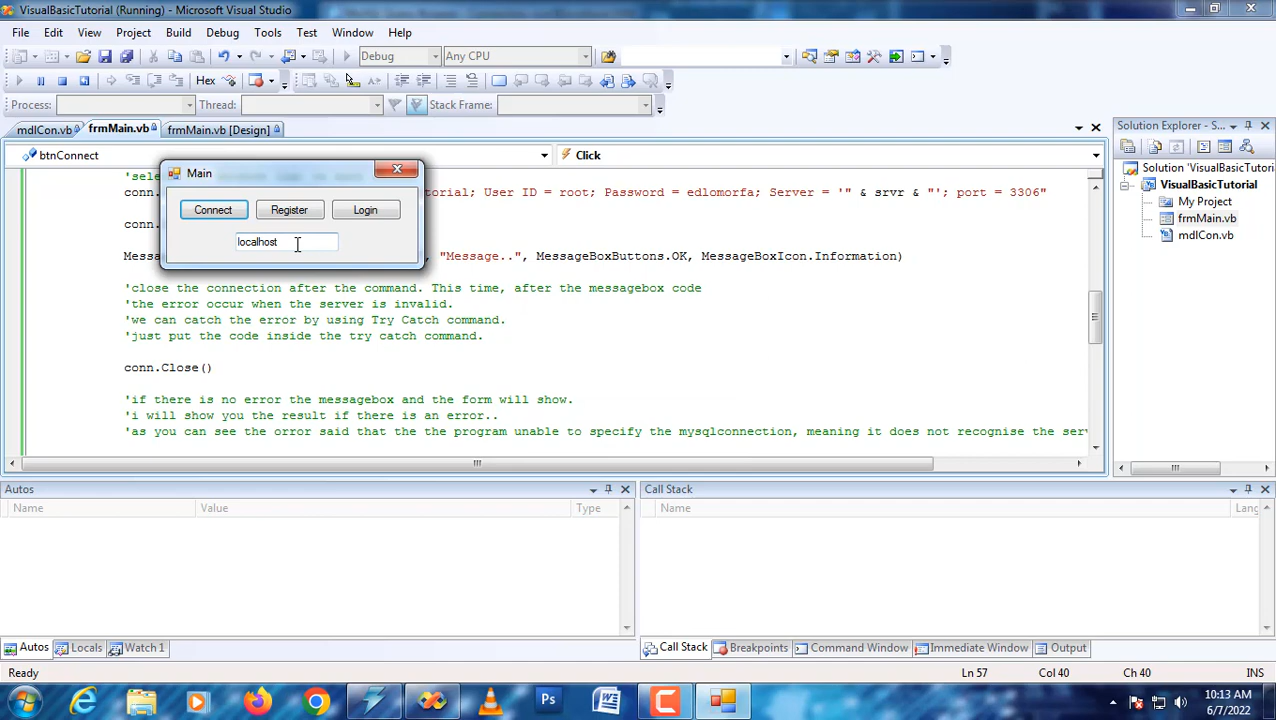 VisualBasicTutorial (Running) - Microsoft Visual Studio
File Edit View Project Build Debug Tools Test Window Help
Debug Any CPU
Hex
Process: Thread: Stack Frame:
mdlCon.vb frmMain.vb frmMain.vb [Design]
btnConnect Click
Main
Connect Register Login
localhost
'sele
conn. torial; User ID = root; Password = edlomorfa; Server = '" & srvr & "'; port = 3306"
conn.
Messa , "Message..", MessageBoxButtons.OK, MessageBoxIcon.Information)
'close the connection after the command. This time, after the messagebox code
'the error occur when the server is invalid.
'we can catch the error by using Try Catch command.
'just put the code inside the try catch command.
conn.Close()
'if there is no error the messagebox and the form will show.
'i will show you the result if there is an error..
'as you can see the orror said that the the program unable to specify the mysqlconnection, meaning it does not recognise the serv
Solution Explorer - S...
Solution 'VisualBasicTutorial'
VisualBasicTutorial
My Project
frmMain.vb
mdlCon.vb
Autos
Name Value Type
Call Stack
Name Lang
Autos Locals Watch 1
Call Stack Breakpoints Command Window Immediate Window Output
Ready Ln 57 Col 40 Ch 40 INS
Ps
10:13 AM
6/7/2022